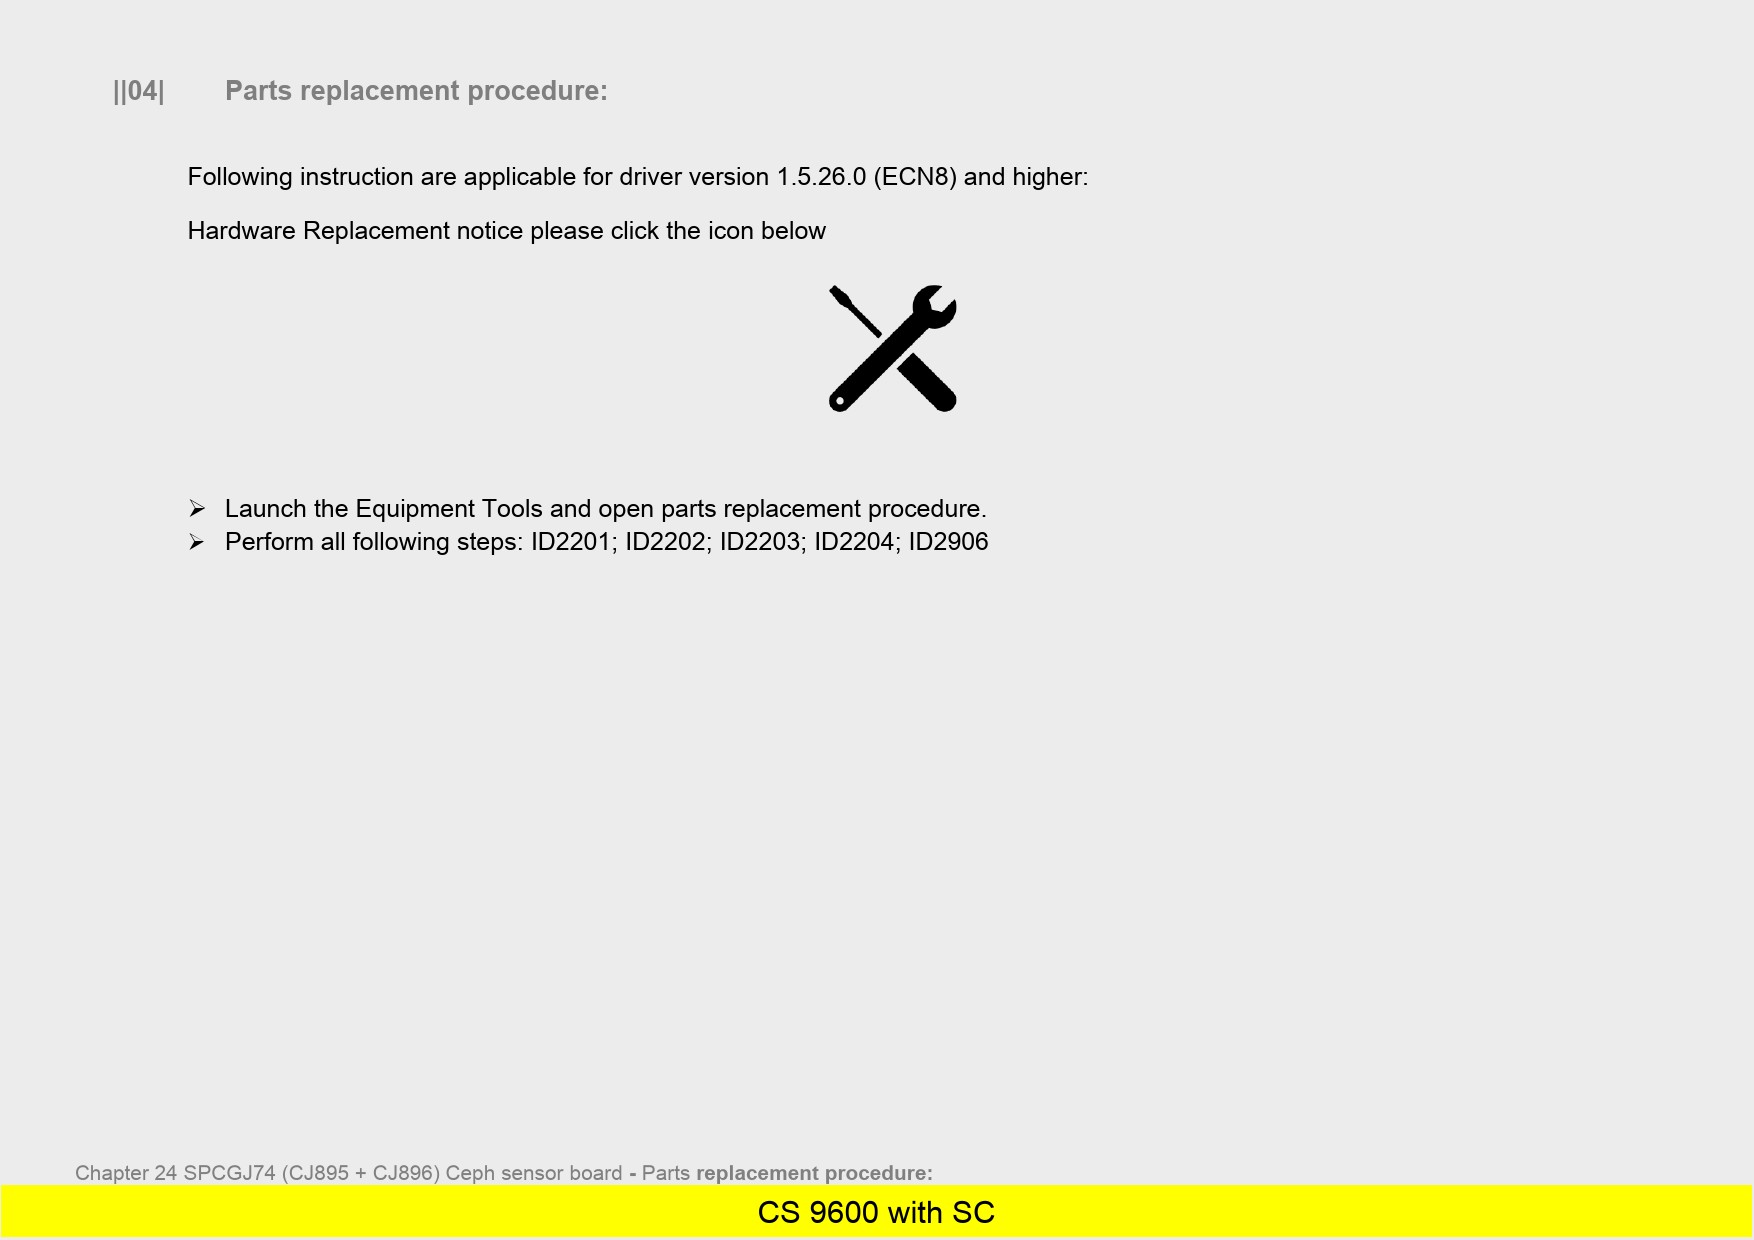 ||04| Parts replacement procedure:
Following instruction are applicable for driver version 1.5.26.0 (ECN8) and higher:
Hardware Replacement notice please click the icon below
➢ Launch the Equipment Tools and open parts replacement procedure.
➢ Perform all following steps: ID2201; ID2202; ID2203; ID2204; ID2906
Chapter 24 SPCGJ74 (CJ895 + CJ896) Ceph sensor board - Parts replacement procedure:
CS 9600 with SC